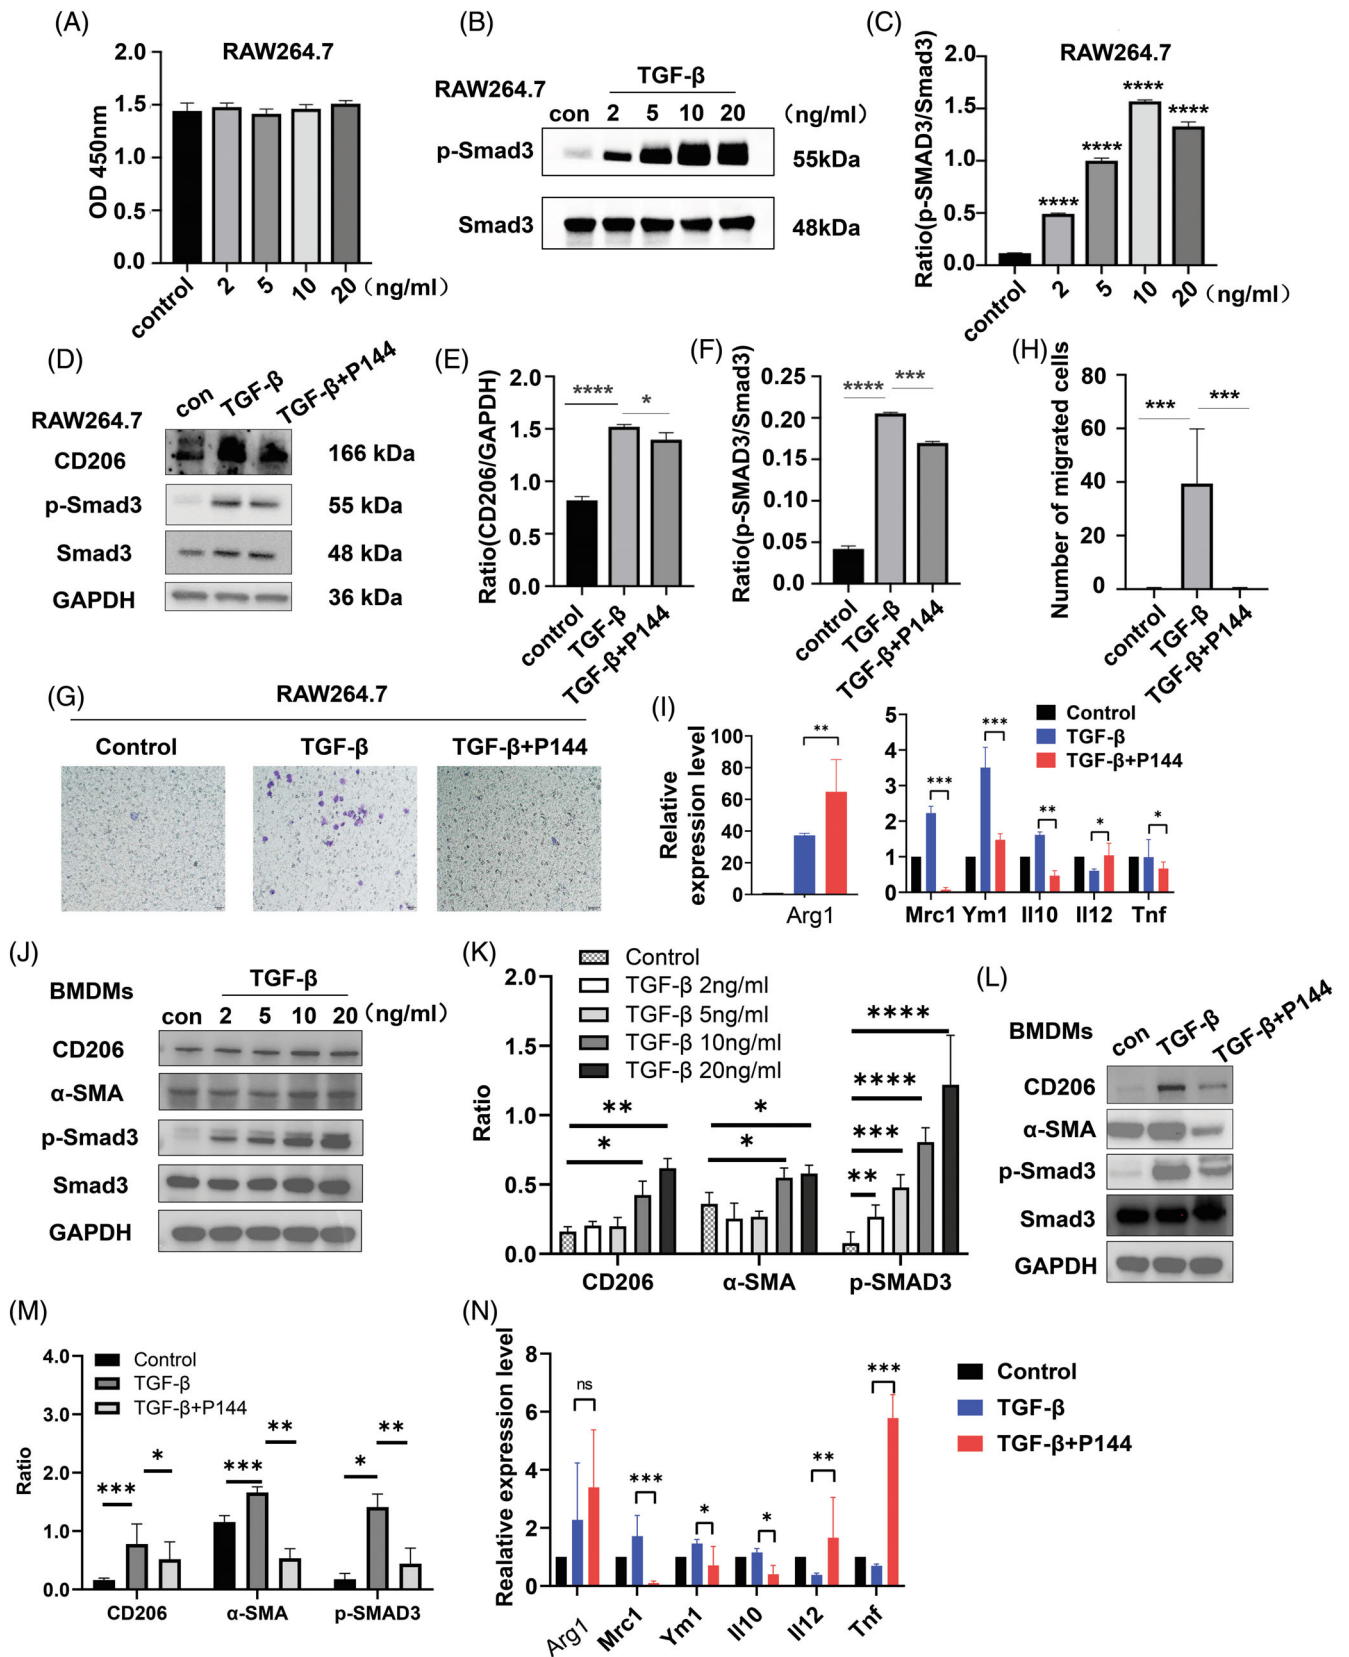 (A)
RAW264.7
OD 450nm
2.0
1.5
1.0
0.5
0.0
control 2 5 10 20 (ng/ml)
(B)
RAW264.7
TGF-β
con 2 5 10 20 (ng/ml)
p-Smad3 55kDa
Smad3 48kDa
(C)
RAW264.7
Ratio(p-SMAD3/Smad3)
2.0
1.5
1.0
0.5
0.0
**** **** **** ****
control 2 5 10 20 (ng/ml)
(D)
RAW264.7
con TGF-β TGF-β+P144
CD206 166 kDa
p-Smad3 55 kDa
Smad3 48 kDa
GAPDH 36 kDa
(E)
Ratio(CD206/GAPDH)
2.0
1.5
1.0
0.5
0.0
**** *
control TGF-β TGF-β+P144
(F)
Ratio(p-SMAD3/Smad3)
0.25
0.20
0.15
0.10
0.05
0.00
**** ***
control TGF-β TGF-β+P144
(H)
Number of migrated cells
80
60
40
20
0
*** ***
control TGF-β TGF-β+P144
(G)
RAW264.7
Control TGF-β TGF-β+P144
(I)
Relative
expression level
100
80
60
40
20
0
**
Arg1
5
4
3
2
1
0
*** *** ** * *
Mrc1 Ym1 Il10 Il12 Tnf
Control
TGF-β
TGF-β+P144
(J)
BMDMs
TGF-β
con 2 5 10 20 (ng/ml)
CD206
α-SMA
p-Smad3
Smad3
GAPDH
(K)
Control
TGF-β 2ng/ml
TGF-β 5ng/ml
TGF-β 10ng/ml
TGF-β 20ng/ml
Ratio
2.0
1.5
1.0
0.5
0.0
** * * * **** **** *** **
CD206 α-SMA p-SMAD3
(L)
BMDMs
con TGF-β TGF-β+P144
CD206
α-SMA
p-Smad3
Smad3
GAPDH
(M)
Control
TGF-β
TGF-β+P144
Ratio
4.0
3.0
2.0
1.0
0.0
*** * *** ** * **
CD206 α-SMA p-SMAD3
(N)
Realative expression level
8
6
4
2
0
ns *** * * ** ***
Arg1 Mrc1 Ym1 Il10 Il12 Tnf
Control
TGF-β
TGF-β+P144